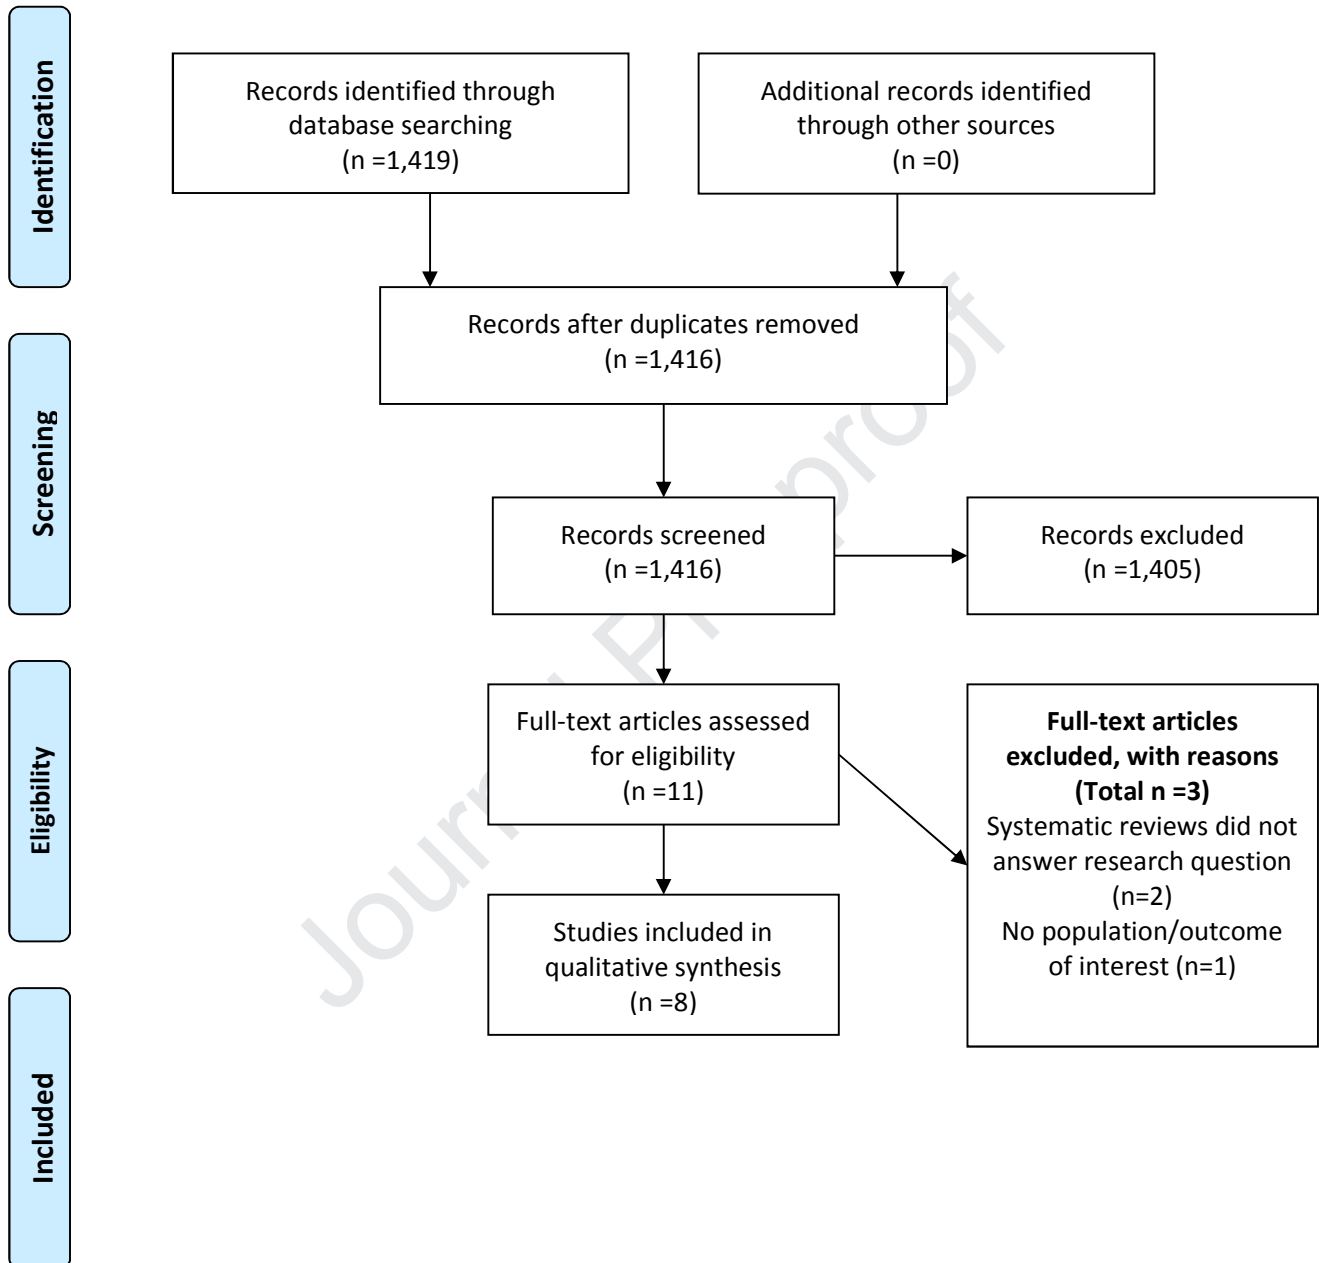 Identification
Records identified through
database searching
(n =1,419)
Additional records identified
through other sources
(n =0)
Records after duplicates removed
(n =1,416)
Screening
Records screened
(n =1,416)
Records excluded
(n =1,405)
Eligibility
Full-text articles assessed
for eligibility
(n =11)
Full-text articles
excluded, with reasons
(Total n =3)
Systematic reviews did not
answer research question
(n=2)
No population/outcome
of interest (n=1)
Studies included in
qualitative synthesis
(n =8)
Included
Journal Pre-proof